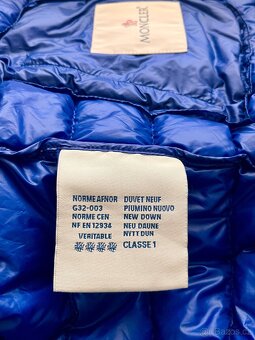 MONCLER
NORME AFNOR DUVET NEUF
G32-003 PIUMINO NUOVO
NORME CEN NEW DOWN
NF EN 12934 NEU DAUNE
VERITABLE NYTT DUN
CLASSE 1